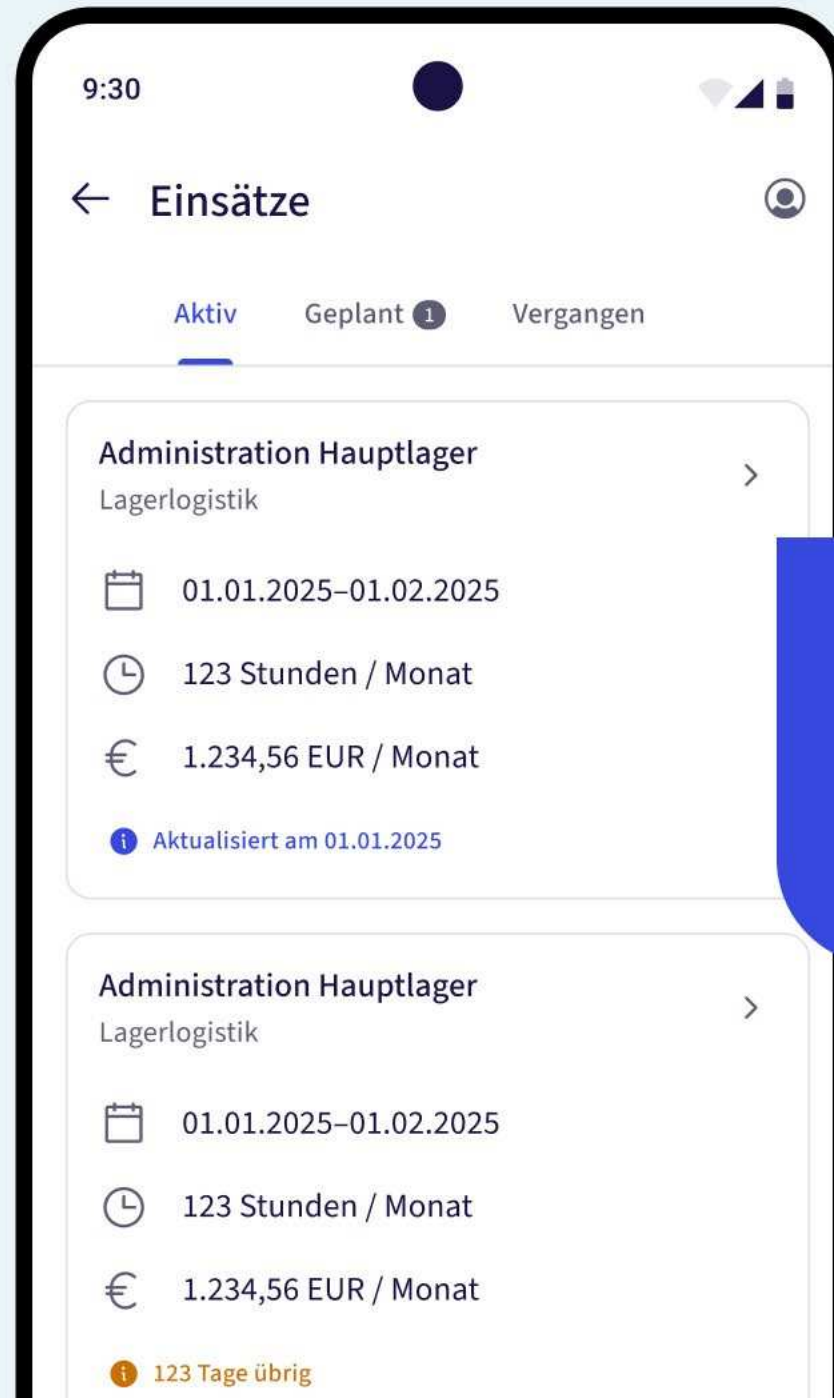 9:30
Einsätze
Aktiv Geplant 1 Vergangen
Administration Hauptlager
Lagerlogistik
01.01.2025–01.02.2025
123 Stunden / Monat
€ 1.234,56 EUR / Monat
Aktualisiert am 01.01.2025
Administration Hauptlager
Lagerlogistik
01.01.2025–01.02.2025
123 Stunden / Monat
€ 1.234,56 EUR / Monat
123 Tage übrig